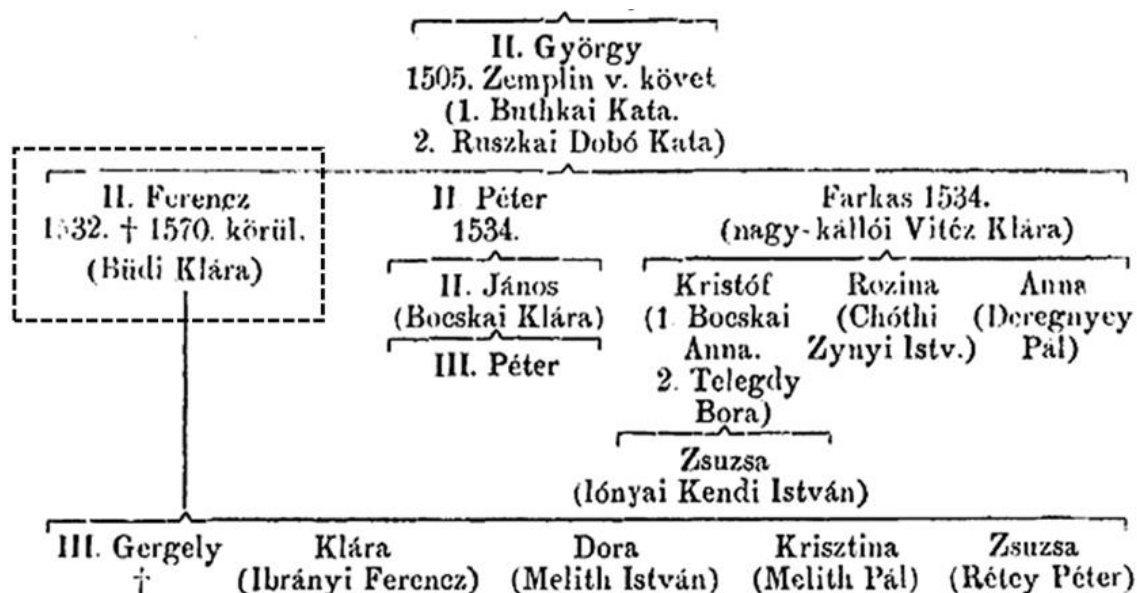 II. György
1505. Zemplin v. követ
(1. Buthkai Kata.
2. Ruszkai Dobó Kata)
II. Ferencz
1532. † 1570. körül.
(Büdi Klára)
II Péter
1534.
Farkas 1534.
(nagy-kállói Vitéz Klára)
II. János
(Bocskai Klára)
III. Péter
Kristóf
(1 Bocskai
Anna.
2. Telegdy
Bora)
Rozina
(Chóthi
Zynyi Istv.)
Anna
(Deregnyey
Pál)
Zsuzsa
(lónyai Kendi István)
III. Gergely
†
Klára
(Ibrányi Ferencz)
Dora
(Melith István)
Krisztina
(Melith Pál)
Zsuzsa
(Rétey Péter)